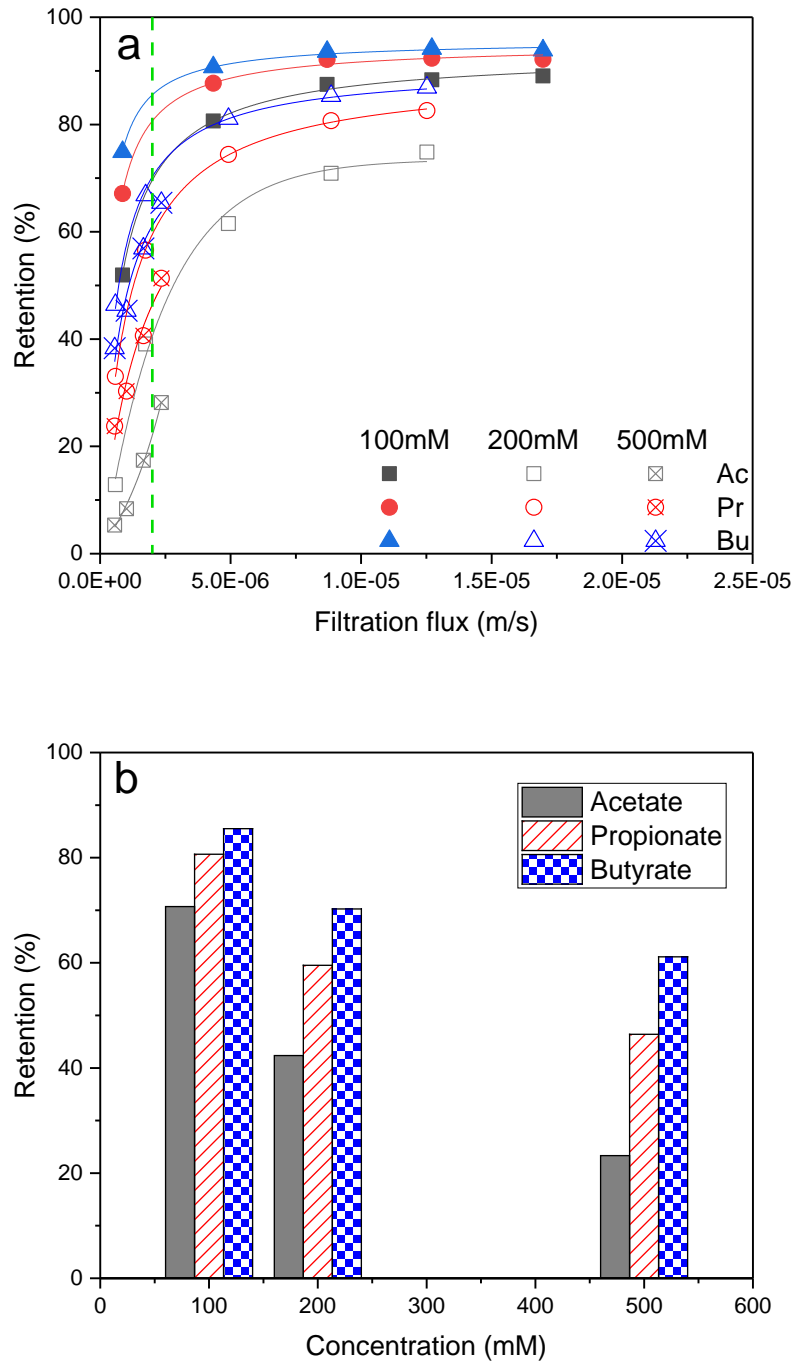 a
100
80
60
40
20
0
Retention (%)
0.0E+00 5.0E-06 1.0E-05 1.5E-05 2.0E-05 2.5E-05
Filtration flux (m/s)
100mM 200mM 500mM
Ac
Pr
Bu
b
100
80
60
40
20
0
Retention (%)
Acetate
Propionate
Butyrate
0 100 200 300 400 500 600
Concentration (mM)